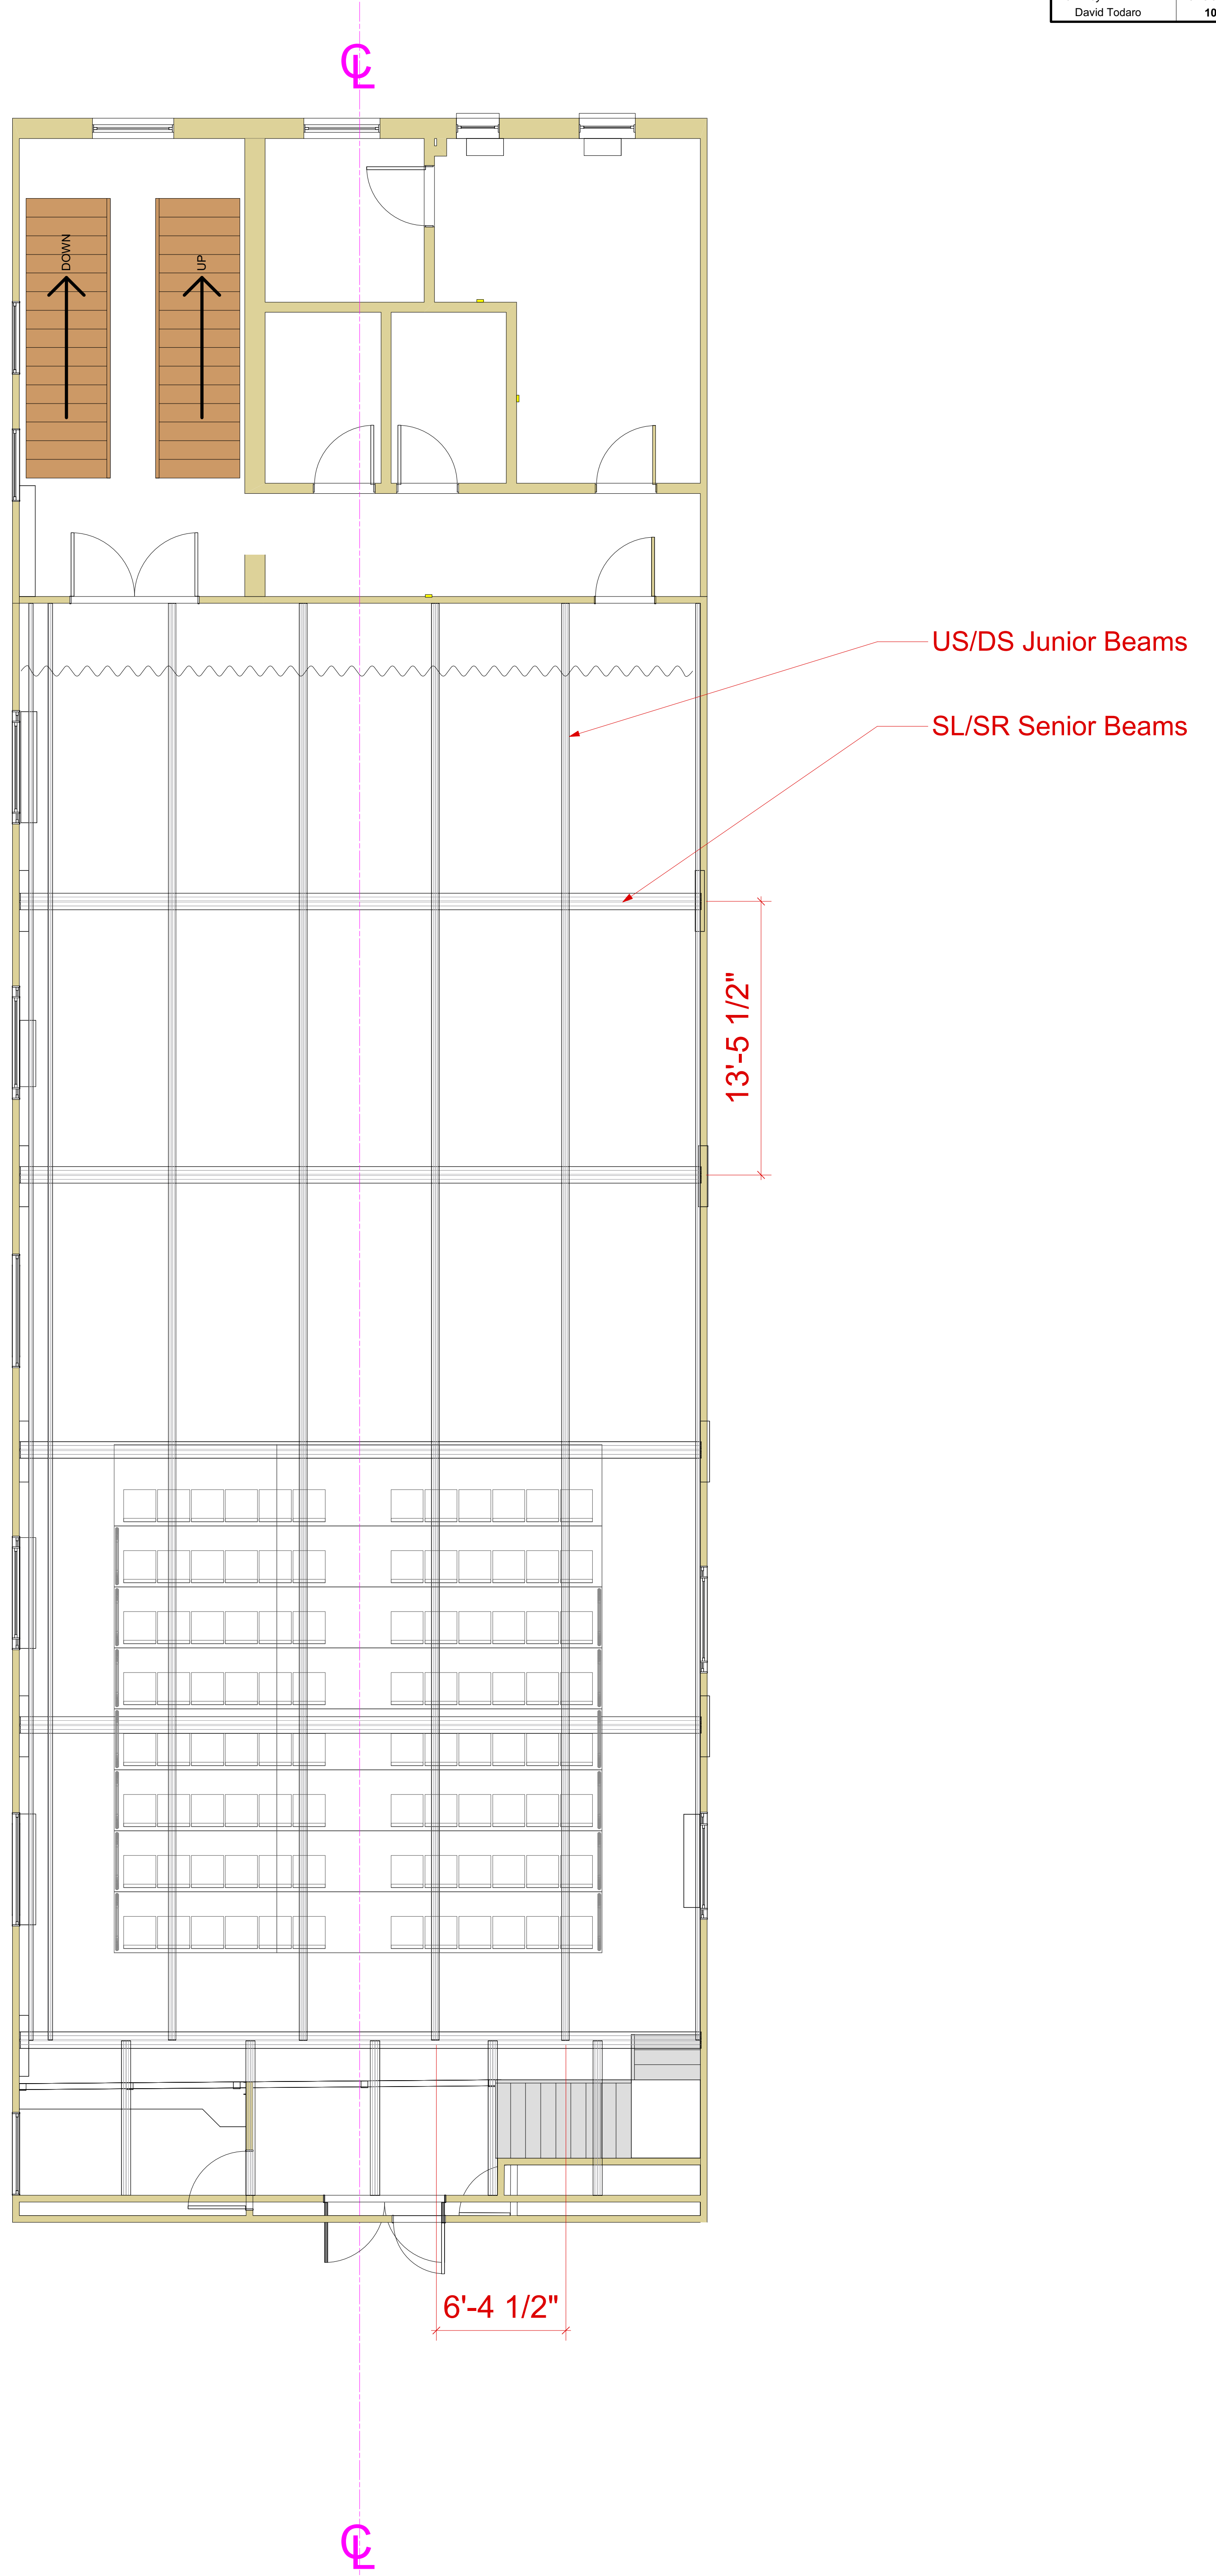 David Todaro
10
CL
DOWN
UP
US/DS Junior Beams
SL/SR Senior Beams
13'-5 1/2"
6'-4 1/2"
CL